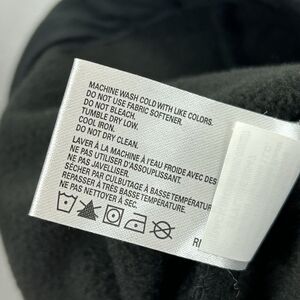 MACHINE WASH COLD WITH LIKE COLORS.
DO NOT USE FABRIC SOFTENER.
DO NOT BLEACH.
TUMBLE DRY LOW.
COOL IRON.
DO NOT DRY CLEAN.
LAVER À LA MACHINE À l'EAU FROIDE AVEC DES
NE PAS UTILISER D'ASSOUPLISSANT.
NE PAS JAVELLISER.
SÉCHER PAR CULBUTAGE À BASSE TEMPÉRATU
REPASSER À TRÈS BASSE TEMPÉRATURE.
NE PAS NETTOYER À SEC.